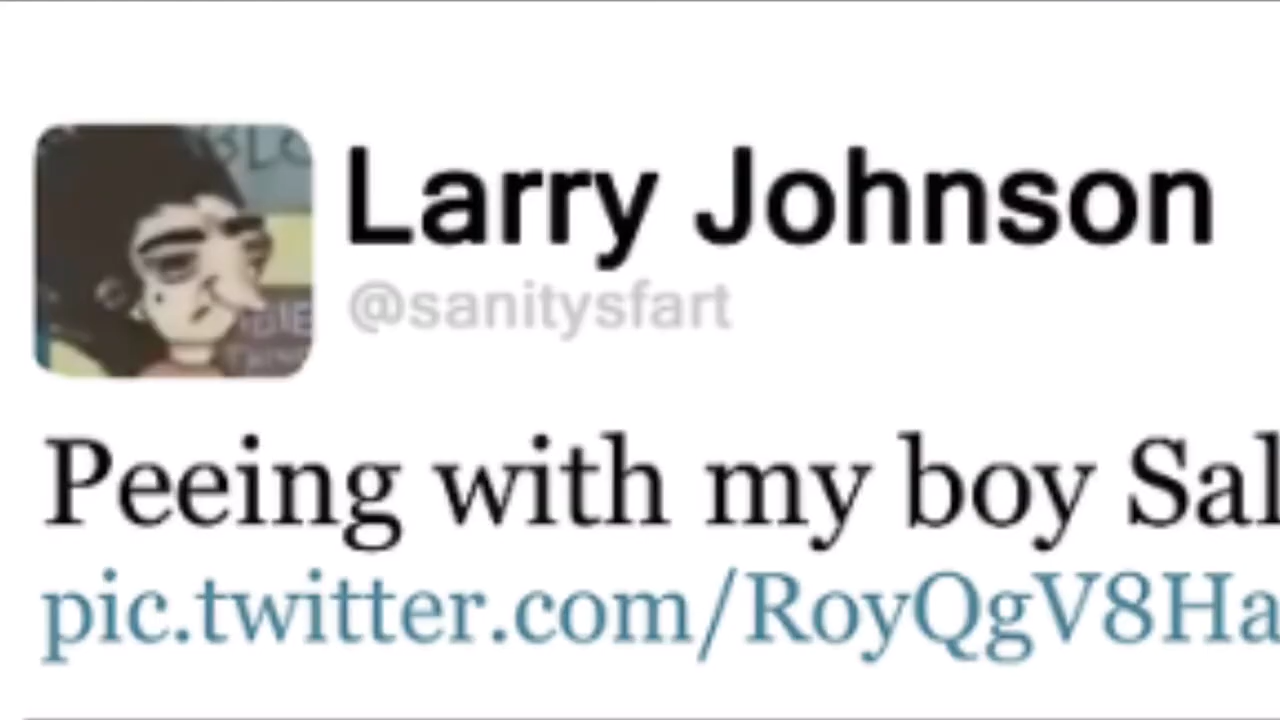 Larry Johnson
@sanitysfart
Peeing with my boy Sal
pic.twitter.com/RoyQgV8Ha